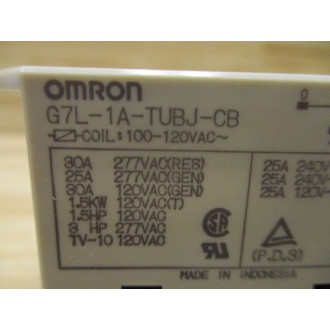 OMRON
G7L-1A-TUBJ-CB
COIL: 100-120VAC~
30A 277VAC(RES)
25A 277VAC(GEN)
30A 120VAC(GEN)
1.5KW 120VAC(T)
1.5HP 120VAC
3 HP 277VAC
TV-10 120VAC
25A 240V
25A 240V
25A 120V
(P.D.S)
MADE IN INDONESIA